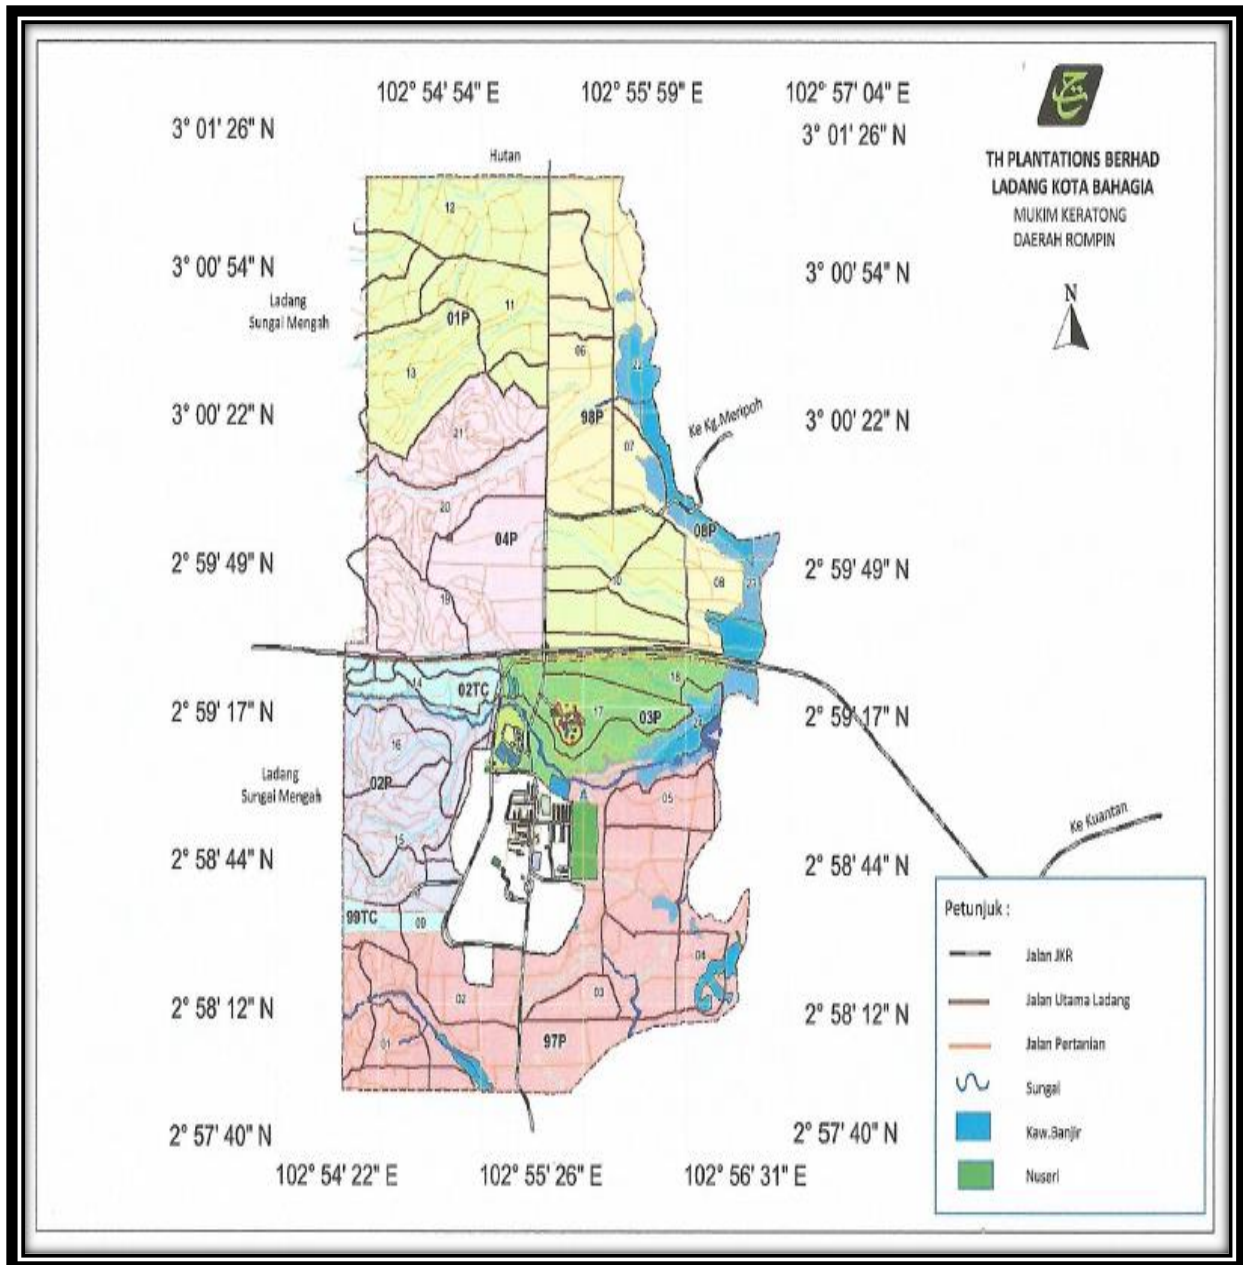 102° 54' 54" E
102° 55' 59" E
102° 57' 04" E
3° 01' 26" N
3° 01' 26" N
TH PLANTATIONS BERHAD
LADANG KOTA BAHAGIA
MUKIM KERATONG
DAERAH ROMPIN
Hutan
12
3° 00' 54" N
3° 00' 54" N
N
Ladang
Sungai Mengah
11
01P
06
13
22
3° 00' 22" N
3° 00' 22" N
98P
Ke Kg.Meripoh
21
07
20
04P
08P
2° 59' 49" N
2° 59' 49" N
10
08
19
14
02TC
18
2° 59' 17" N
17
03P
2° 59' 17" N
16
Ladang
Sungai Mengah
02P
05
Ke Kuantan
15
2° 58' 44" N
2° 58' 44" N
99TC
09
04
02
03
2° 58' 12" N
2° 58' 12" N
01
97P
2° 57' 40" N
2° 57' 40" N
102° 54' 22" E
102° 55' 26" E
102° 56' 31" E
Petunjuk :
Jalan JKR
Jalan Utama Ladang
Jalan Pertanian
Sungai
Kaw.Banjir
Nuseri